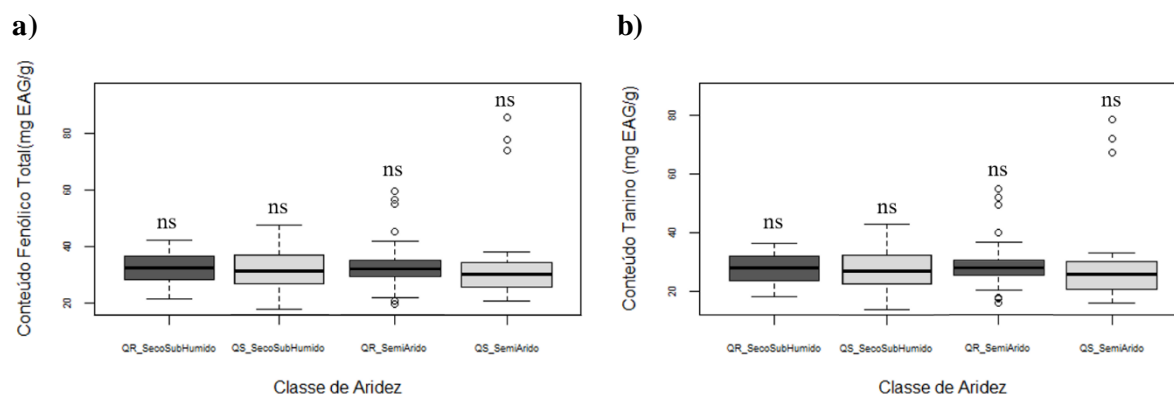 a)
Conteúdo Fenólico Total(mg EAG/g)
80
60
40
20
ns
ns
ns
ns
QR_SecoSubHumido
QS_SecoSubHumido
QR_SemiArido
QS_SemiArido
Classe de Aridez
b)
Conteúdo Tanino (mg EAG/g)
80
60
40
20
ns
ns
ns
ns
QR_SecoSubHumido
QS_SecoSubHumido
QR_SemiArido
QS_SemiArido
Classe de Aridez